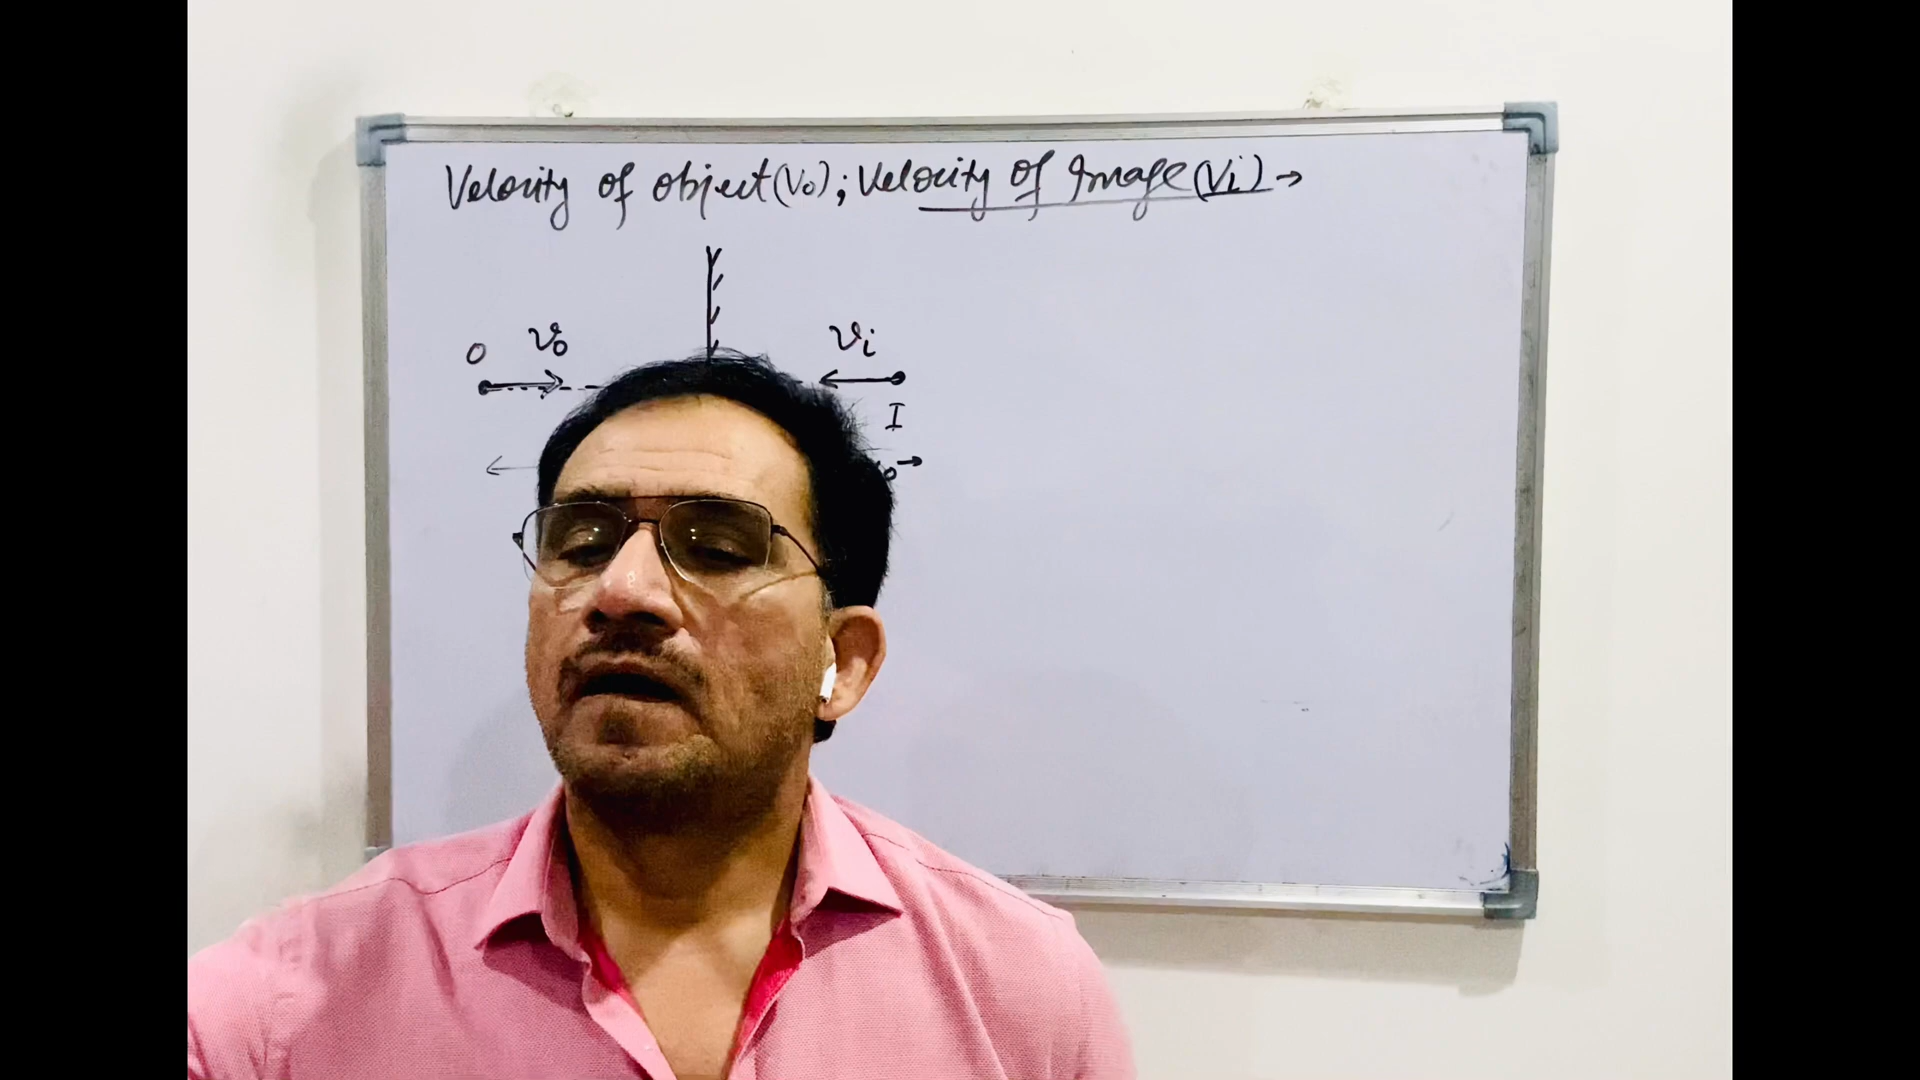 Velocity of object (Vo); Velocity of Image (Vi) →
O vo vi
I